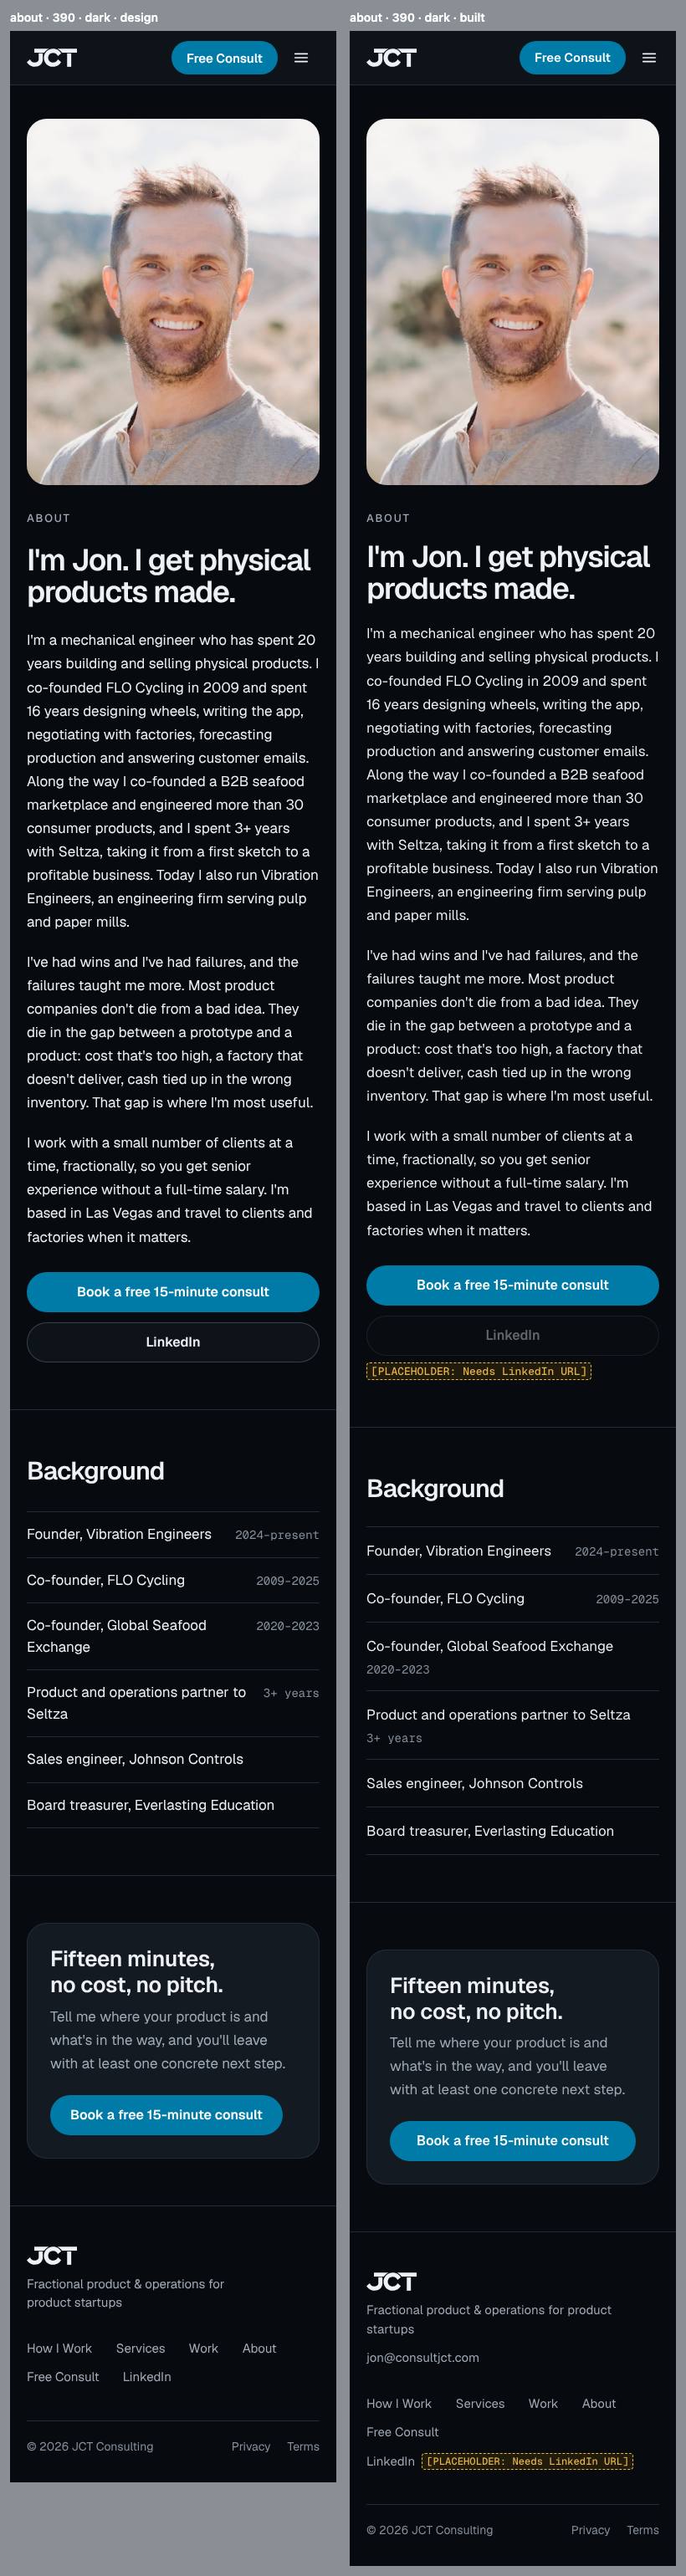 about · 390 · dark · design
JCT
Free Consult
ABOUT
I'm Jon. I get physical
products made.
I'm a mechanical engineer who has spent 20
years building and selling physical products. I
co-founded FLO Cycling in 2009 and spent
16 years designing wheels, writing the app,
negotiating with factories, forecasting
production and answering customer emails.
Along the way I co-founded a B2B seafood
marketplace and engineered more than 30
consumer products, and I spent 3+ years
with Seltza, taking it from a first sketch to a
profitable business. Today I also run Vibration
Engineers, an engineering firm serving pulp
and paper mills.
I've had wins and I've had failures, and the
failures taught me more. Most product
companies don't die from a bad idea. They
die in the gap between a prototype and a
product: cost that's too high, a factory that
doesn't deliver, cash tied up in the wrong
inventory. That gap is where I'm most useful.
I work with a small number of clients at a
time, fractionally, so you get senior
experience without a full-time salary. I'm
based in Las Vegas and travel to clients and
factories when it matters.
Book a free 15-minute consult
LinkedIn
Background
Founder, Vibration Engineers 2024–present
Co-founder, FLO Cycling 2009–2025
Co-founder, Global Seafood 2020–2023
Exchange
Product and operations partner to 3+ years
Seltza
Sales engineer, Johnson Controls
Board treasurer, Everlasting Education
Fifteen minutes,
no cost, no pitch.
Tell me where your product is and
what's in the way, and you'll leave
with at least one concrete next step.
Book a free 15-minute consult
JCT
Fractional product & operations for
product startups
How I Work Services Work About
Free Consult LinkedIn
© 2026 JCT Consulting Privacy Terms
about · 390 · dark · built
JCT
Free Consult
ABOUT
I'm Jon. I get physical
products made.
I'm a mechanical engineer who has spent 20
years building and selling physical products. I
co-founded FLO Cycling in 2009 and spent
16 years designing wheels, writing the app,
negotiating with factories, forecasting
production and answering customer emails.
Along the way I co-founded a B2B seafood
marketplace and engineered more than 30
consumer products, and I spent 3+ years
with Seltza, taking it from a first sketch to a
profitable business. Today I also run Vibration
Engineers, an engineering firm serving pulp
and paper mills.
I've had wins and I've had failures, and the
failures taught me more. Most product
companies don't die from a bad idea. They
die in the gap between a prototype and a
product: cost that's too high, a factory that
doesn't deliver, cash tied up in the wrong
inventory. That gap is where I'm most useful.
I work with a small number of clients at a
time, fractionally, so you get senior
experience without a full-time salary. I'm
based in Las Vegas and travel to clients and
factories when it matters.
Book a free 15-minute consult
LinkedIn
[PLACEHOLDER: Needs LinkedIn URL]
Background
Founder, Vibration Engineers 2024–present
Co-founder, FLO Cycling 2009–2025
Co-founder, Global Seafood Exchange
2020–2023
Product and operations partner to Seltza
3+ years
Sales engineer, Johnson Controls
Board treasurer, Everlasting Education
Fifteen minutes,
no cost, no pitch.
Tell me where your product is and
what's in the way, and you'll leave
with at least one concrete next step.
Book a free 15-minute consult
JCT
Fractional product & operations for product
startups
jon@consultjct.com
How I Work Services Work About
Free Consult
LinkedIn [PLACEHOLDER: Needs LinkedIn URL]
© 2026 JCT Consulting Privacy Terms